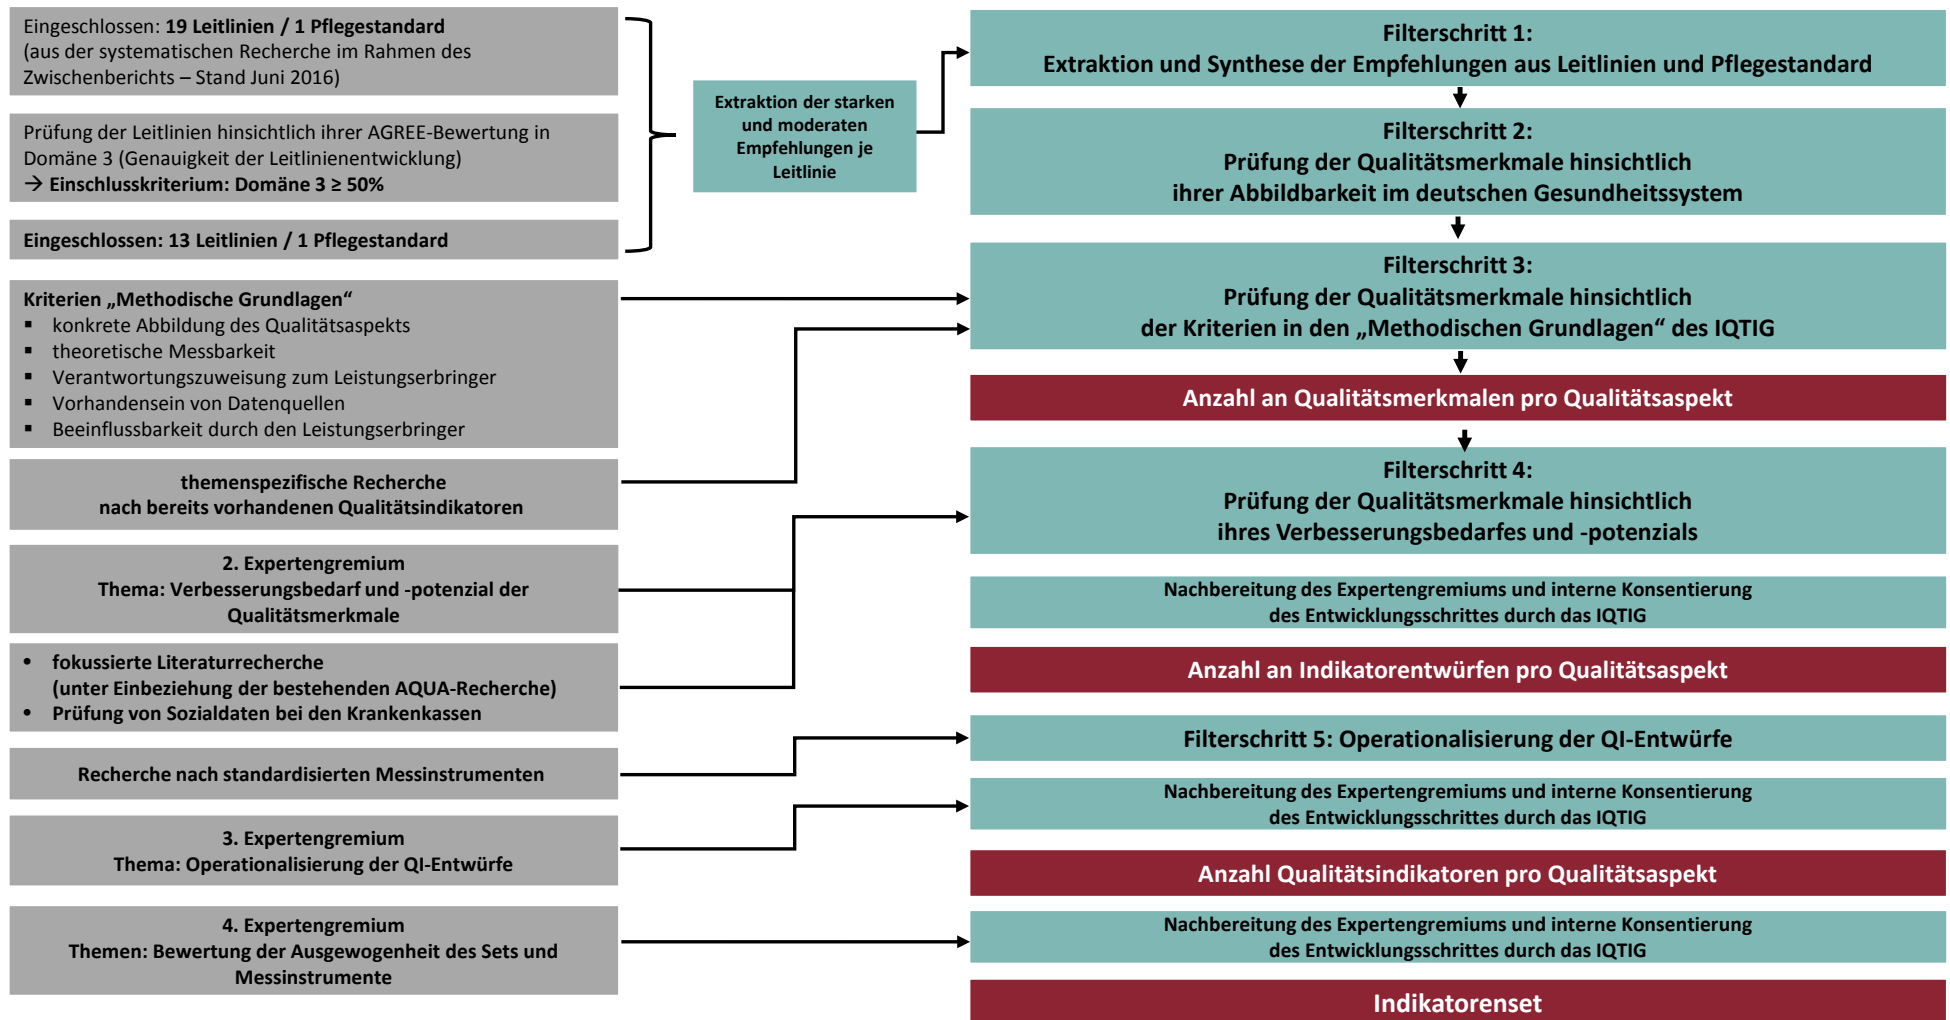 Eingeschlossen: 19 Leitlinien / 1 Pflegestandard
(aus der systematischen Recherche im Rahmen des
Zwischenberichts – Stand Juni 2016)
Prüfung der Leitlinien hinsichtlich ihrer AGREE-Bewertung in
Domäne 3 (Genauigkeit der Leitlinienentwicklung)
→ Einschlusskriterium: Domäne 3 ≥ 50%
Eingeschlossen: 13 Leitlinien / 1 Pflegestandard
Kriterien „Methodische Grundlagen“
▪ konkrete Abbildung des Qualitätsaspekts
▪ theoretische Messbarkeit
▪ Verantwortungszuweisung zum Leistungserbringer
▪ Vorhandensein von Datenquellen
▪ Beeinflussbarkeit durch den Leistungserbringer
themenspezifische Recherche
nach bereits vorhandenen Qualitätsindikatoren
2. Expertengremium
Thema: Verbesserungsbedarf und -potenzial der
Qualitätsmerkmale
• fokussierte Literaturrecherche
(unter Einbeziehung der bestehenden AQUA-Recherche)
• Prüfung von Sozialdaten bei den Krankenkassen
Recherche nach standardisierten Messinstrumenten
3. Expertengremium
Thema: Operationalisierung der QI-Entwürfe
4. Expertengremium
Themen: Bewertung der Ausgewogenheit des Sets und
Messinstrumente
Extraktion der starken
und moderaten
Empfehlungen je
Leitlinie
Filterschritt 1:
Extraktion und Synthese der Empfehlungen aus Leitlinien und Pflegestandard
Filterschritt 2:
Prüfung der Qualitätsmerkmale hinsichtlich
ihrer Abbildbarkeit im deutschen Gesundheitssystem
Filterschritt 3:
Prüfung der Qualitätsmerkmale hinsichtlich
der Kriterien in den „Methodischen Grundlagen“ des IQTIG
Anzahl an Qualitätsmerkmalen pro Qualitätsaspekt
Filterschritt 4:
Prüfung der Qualitätsmerkmale hinsichtlich
ihres Verbesserungsbedarfes und -potenzials
Nachbereitung des Expertengremiums und interne Konsentierung
des Entwicklungsschrittes durch das IQTIG
Anzahl an Indikatorentwürfen pro Qualitätsaspekt
Filterschritt 5: Operationalisierung der QI-Entwürfe
Nachbereitung des Expertengremiums und interne Konsentierung
des Entwicklungsschrittes durch das IQTIG
Anzahl Qualitätsindikatoren pro Qualitätsaspekt
Nachbereitung des Expertengremiums und interne Konsentierung
des Entwicklungsschrittes durch das IQTIG
Indikatorenset